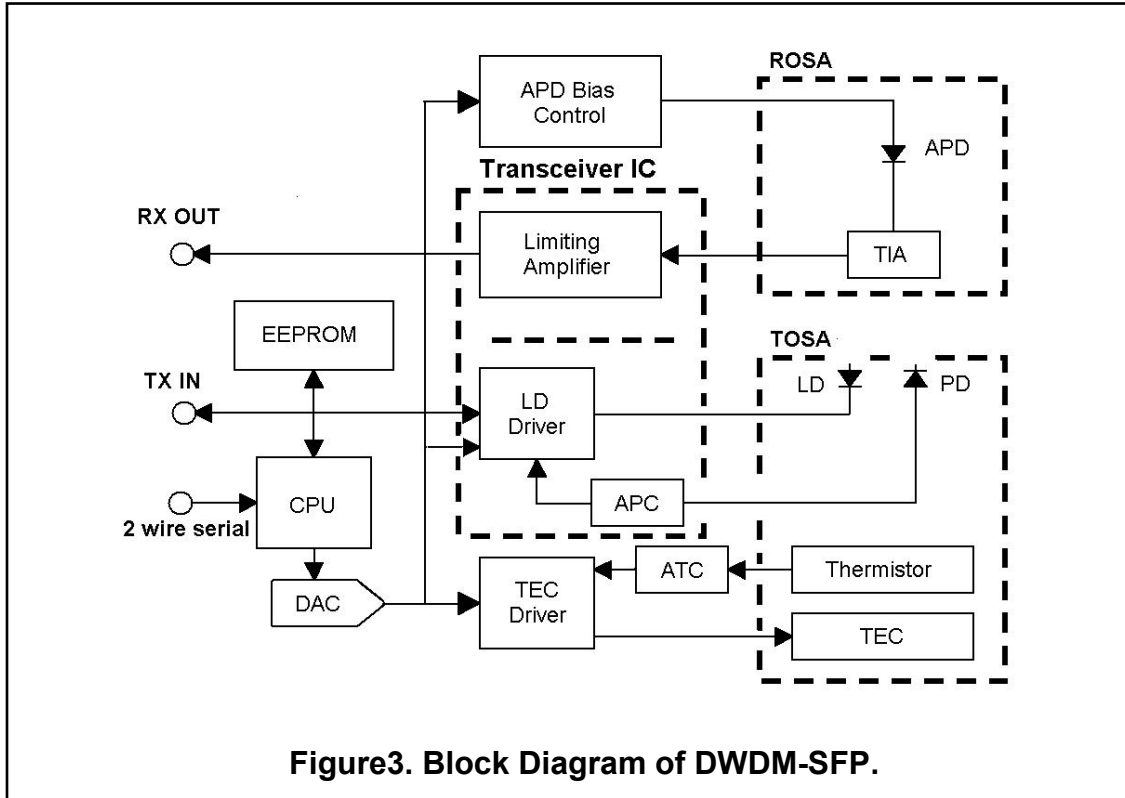 ROSA
APD Bias
Control
APD
Transceiver IC
RX OUT
Limiting
Amplifier
TIA
EEPROM
TOSA
TX IN
LD
PD
LD
Driver
CPU
APC
2 wire serial
ATC
Thermistor
DAC
TEC
Driver
TEC
Figure3. Block Diagram of DWDM-SFP.